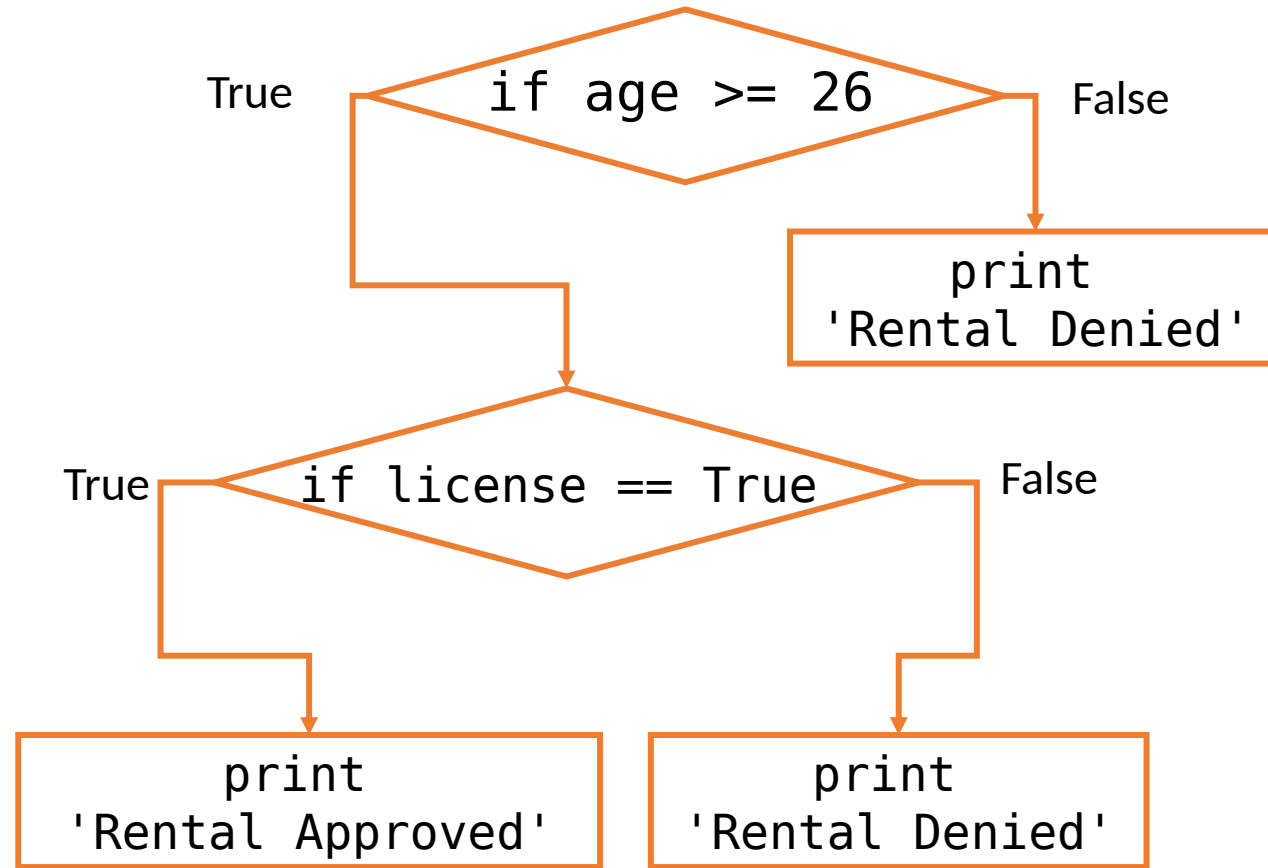 True
if age >= 26
False
print
'Rental Denied'
True
if license == True
False
print
'Rental Approved'
print
'Rental Denied'